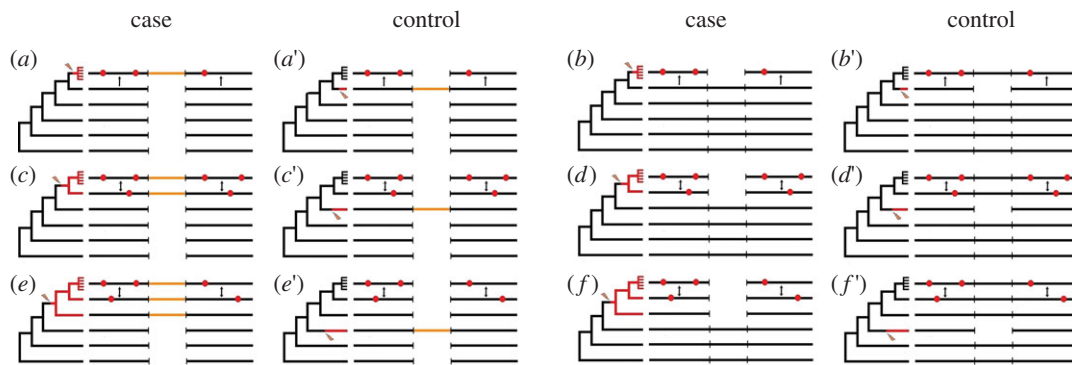 case control case control
(a) (a') (b) (b')
(c) (c') (d) (d')
(e) (e') (f) (f')